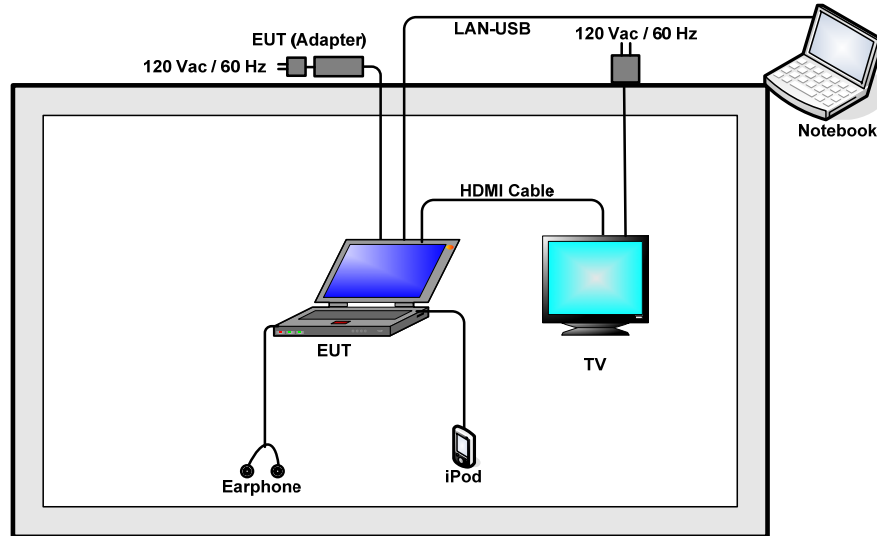 LAN-USB
EUT (Adapter)
120 Vac / 60 Hz
120 Vac / 60 Hz
Notebook
HDMI Cable
EUT
TV
Earphone
iPod